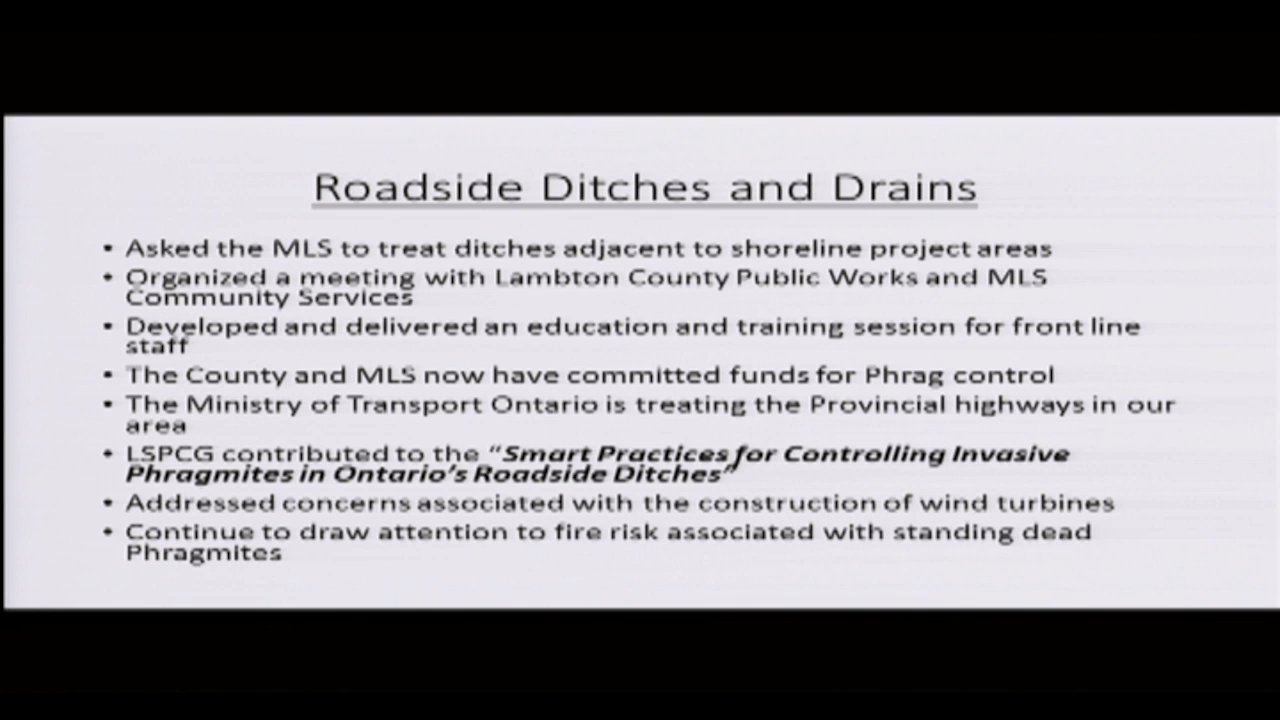 Roadside Ditches and Drains
• Asked the MLS to treat ditches adjacent to shoreline project areas
• Organized a meeting with Lambton County Public Works and MLS
Community Services
• Developed and delivered an education and training session for front line
staff
• The County and MLS now have committed funds for Phrag control
• The Ministry of Transport Ontario is treating the Provincial highways in our
area
• LSPCG contributed to the “Smart Practices for Controlling Invasive
Phragmites in Ontario’s Roadside Ditches”
• Addressed concerns associated with the construction of wind turbines
• Continue to draw attention to fire risk associated with standing dead
Phragmites